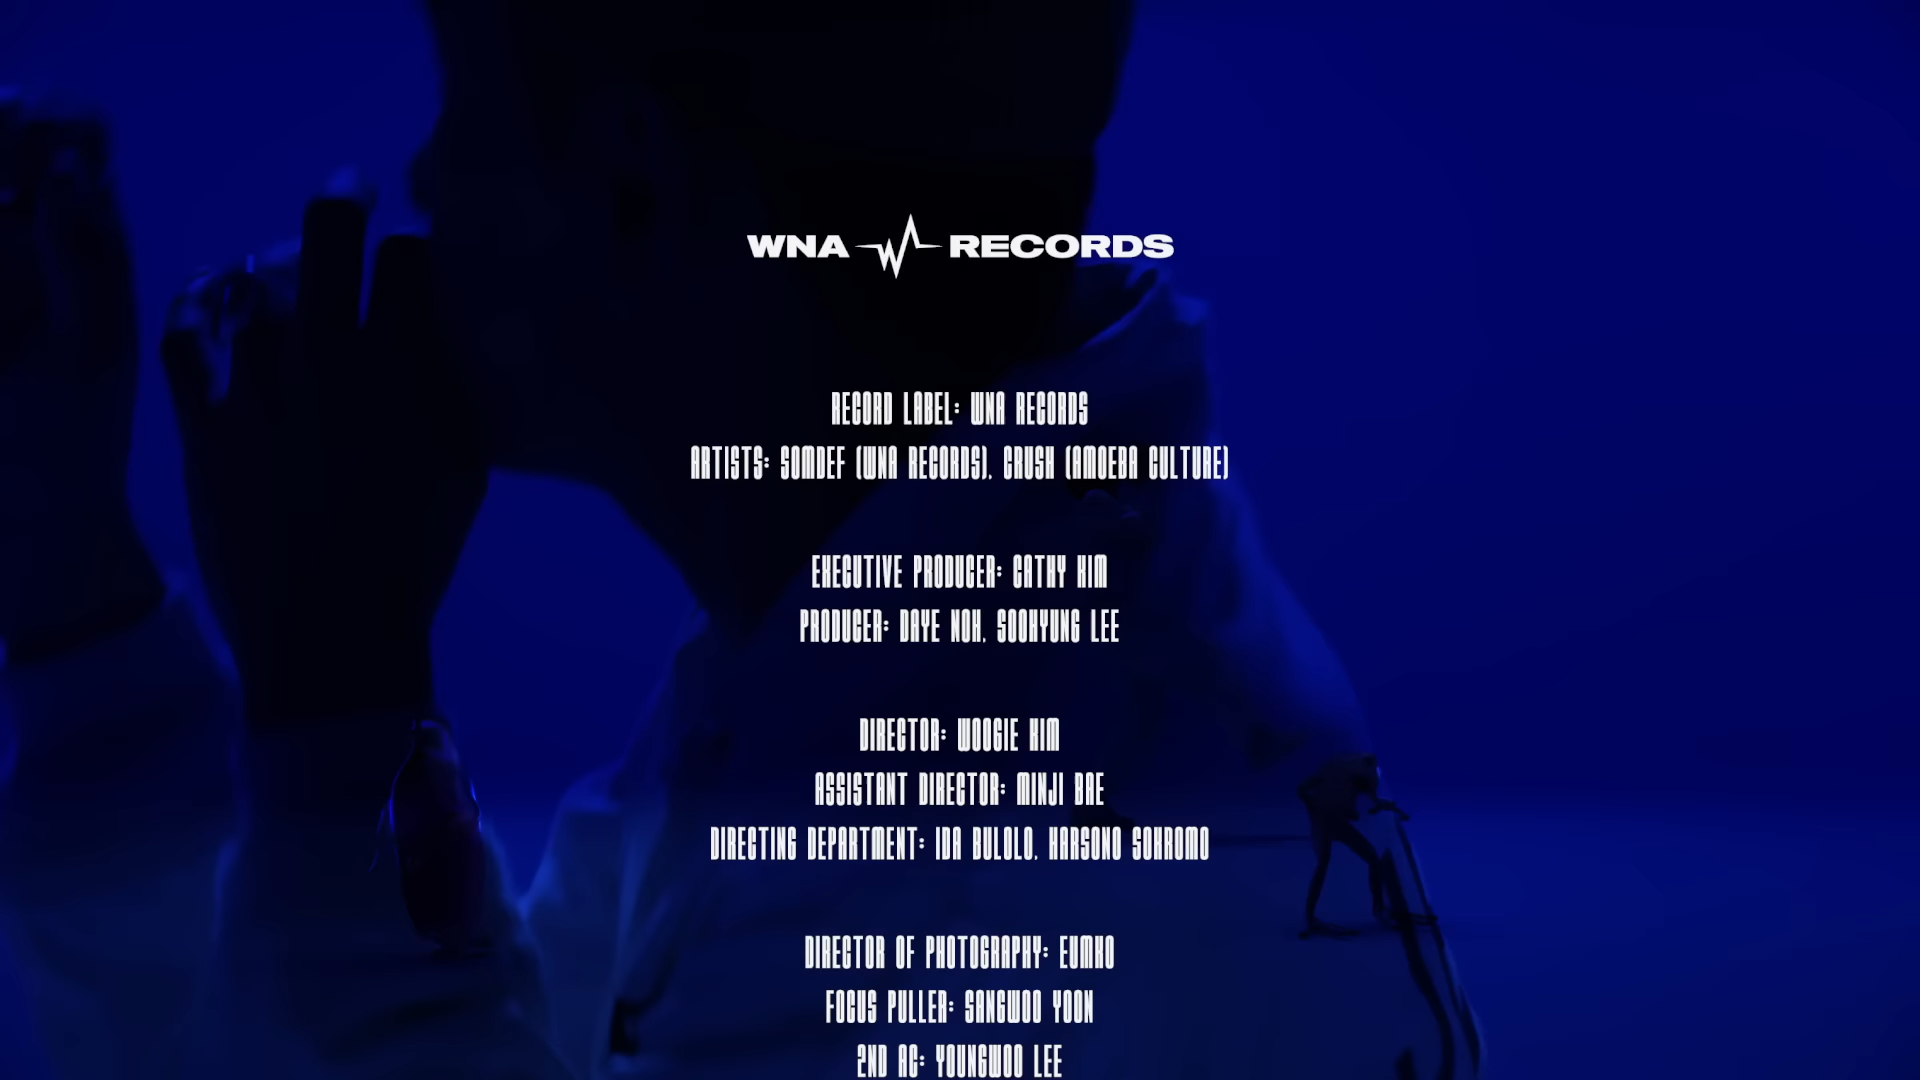 WNA RECORDS
RECORD LABEL: WNA RECORDS
ARTISTS: SOMDEF (WNA RECORDS), CRUSH (AMOEBA CULTURE)
EXECUTIVE PRODUCER: CATHY KIM
PRODUCER: DAYE NOH, SOOHYUNG LEE
DIRECTOR: WOOGIE KIM
ASSISTANT DIRECTOR: MINJI BAE
DIRECTING DEPARTMENT: IDA BULOLO, HARSONO SOKROMO
DIRECTOR OF PHOTOGRAPHY: EUMKO
FOCUS PULLER: SANGWOO YOON
2ND AC: YOUNGWOO LEE